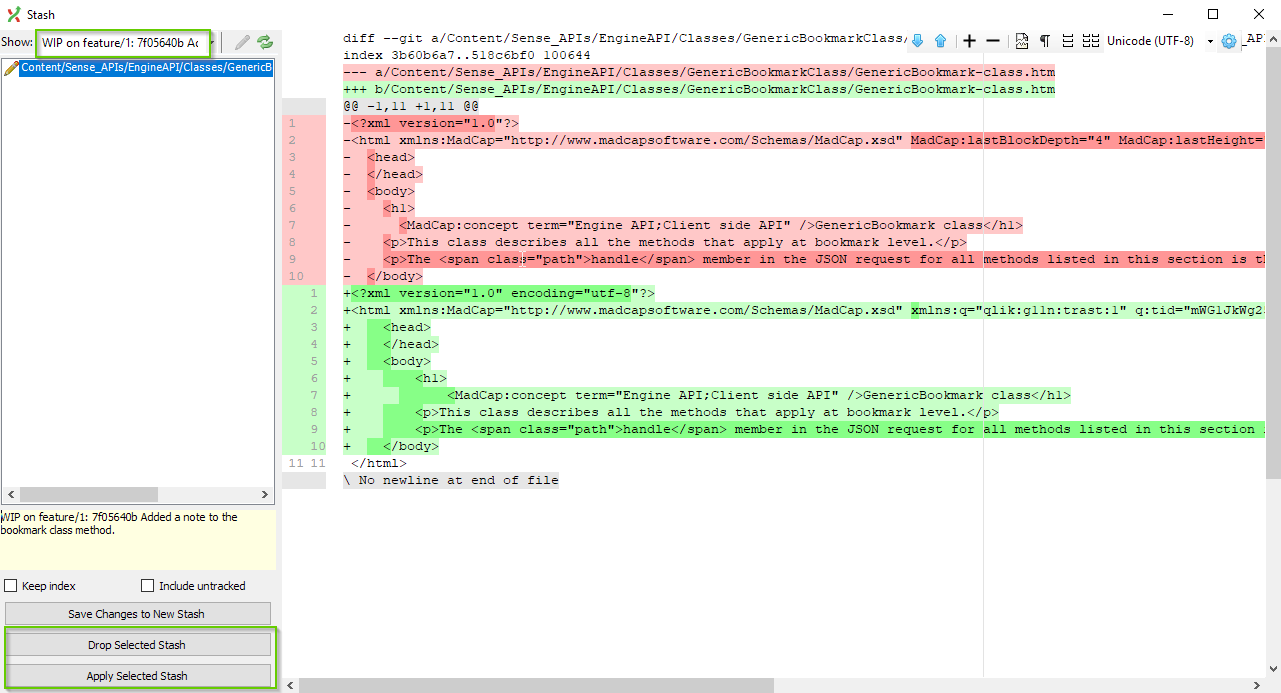 Stash
Show: WIP on feature/1: 7f05640b Ac
Content/Sense_APIs/EngineAPI/Classes/GenericB
WIP on feature/1: 7f05640b Added a note to the
bookmark class method.
Keep index Include untracked
Save Changes to New Stash
Drop Selected Stash
Apply Selected Stash
Unicode (UTF-8)
diff --git a/Content/Sense_APIs/EngineAPI/Classes/GenericBookmarkClass/ _API
index 3b60b6a7..518c6bf0 100644
--- a/Content/Sense_APIs/EngineAPI/Classes/GenericBookmarkClass/GenericBookmark-class.htm
+++ b/Content/Sense_APIs/EngineAPI/Classes/GenericBookmarkClass/GenericBookmark-class.htm
@@ -1,11 +1,11 @@
1 -<?xml version="1.0"?>
2 -<html xmlns:MadCap="http://www.madcapsoftware.com/Schemas/MadCap.xsd" MadCap:lastBlockDepth="4" MadCap:lastHeight=
3 - <head>
4 - </head>
5 - <body>
6 - <h1>
7 - <MadCap:concept term="Engine API;Client side API" />GenericBookmark class</h1>
8 - <p>This class describes all the methods that apply at bookmark level.</p>
9 - <p>The <span class="path">handle</span> member in the JSON request for all methods listed in this section is th
10 - </body>
1 +<?xml version="1.0" encoding="utf-8"?>
2 +<html xmlns:MadCap="http://www.madcapsoftware.com/Schemas/MadCap.xsd" xmlns:q="qlik:gl1n:trast:1" q:tid="mWG1JkWg2
3 + <head>
4 + </head>
5 + <body>
6 + <h1>
7 + <MadCap:concept term="Engine API;Client side API" />GenericBookmark class</h1>
8 + <p>This class describes all the methods that apply at bookmark level.</p>
9 + <p>The <span class="path">handle</span> member in the JSON request for all methods listed in this section
10 + </body>
11 11 </html>
\ No newline at end of file